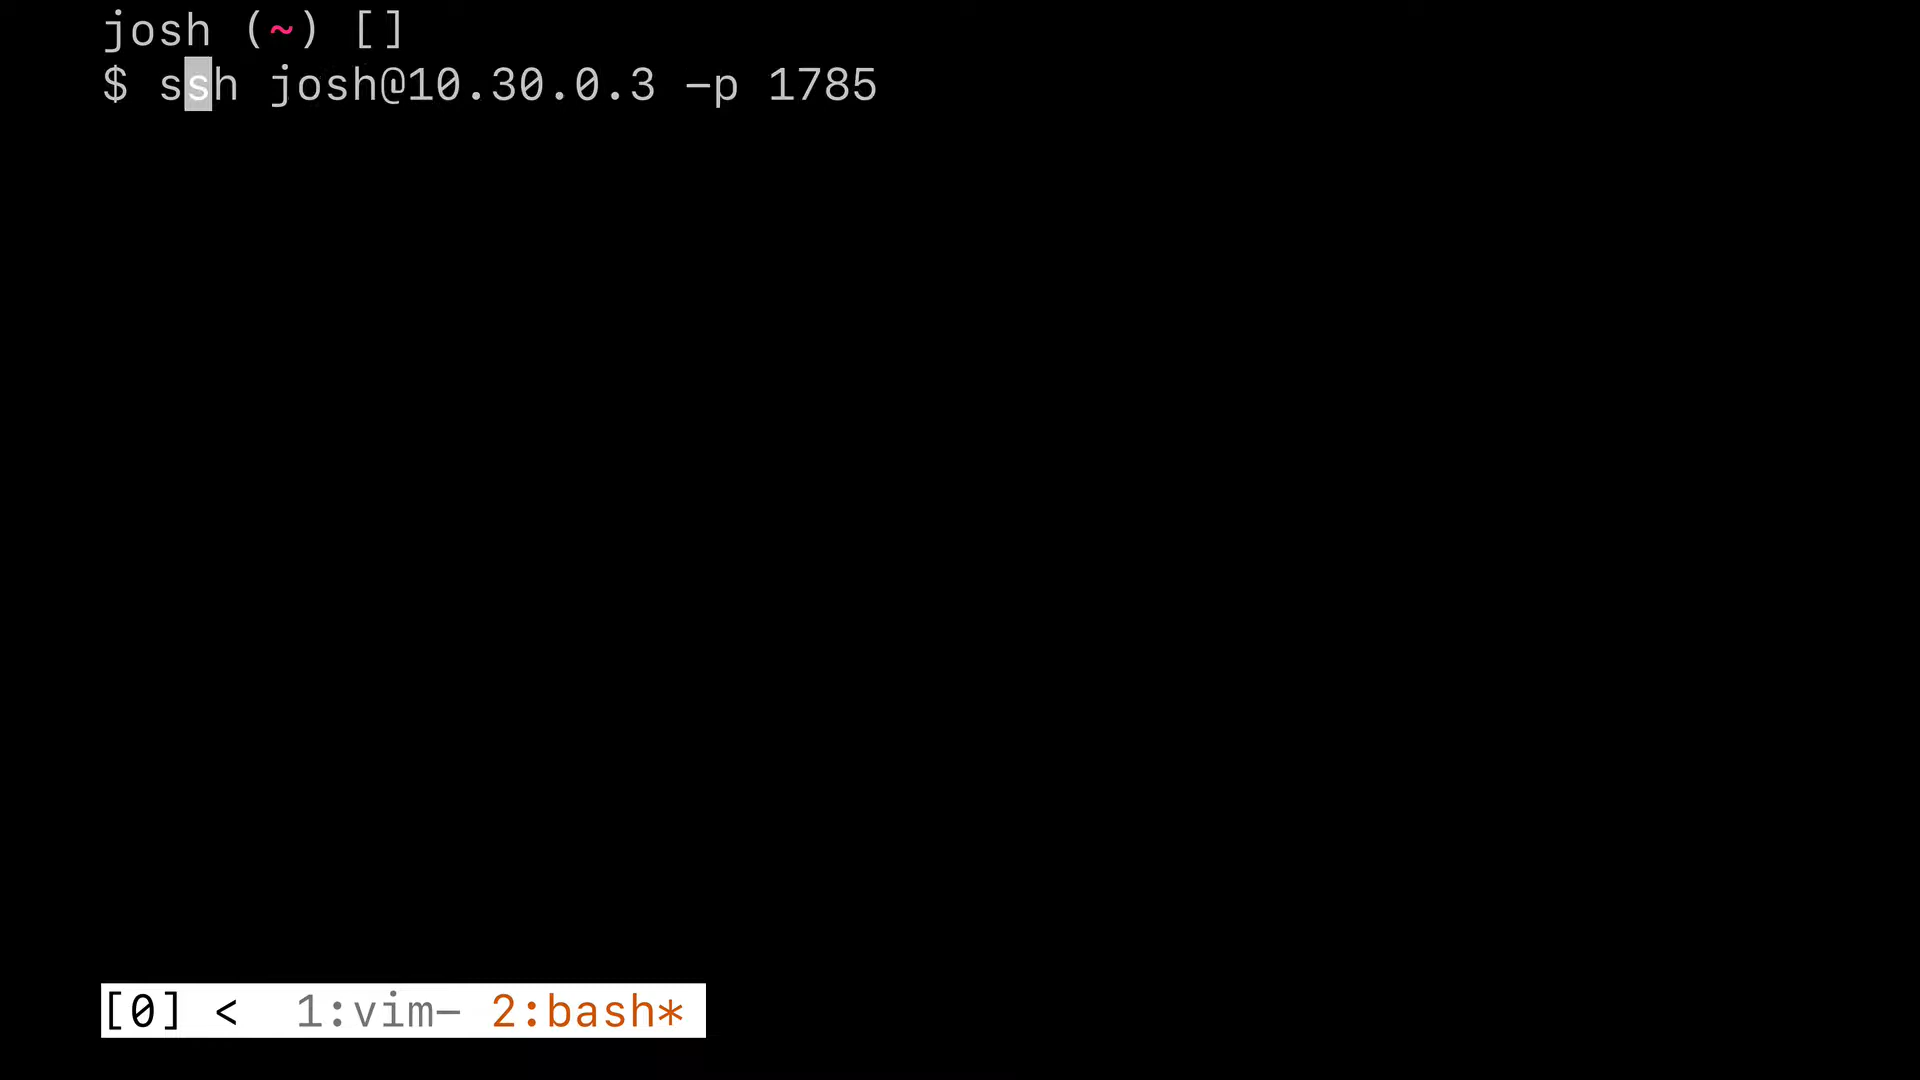 josh (~) []
$ ssh josh@10.30.0.3 -p 1785
[0] <  1:vim- 2:bash*